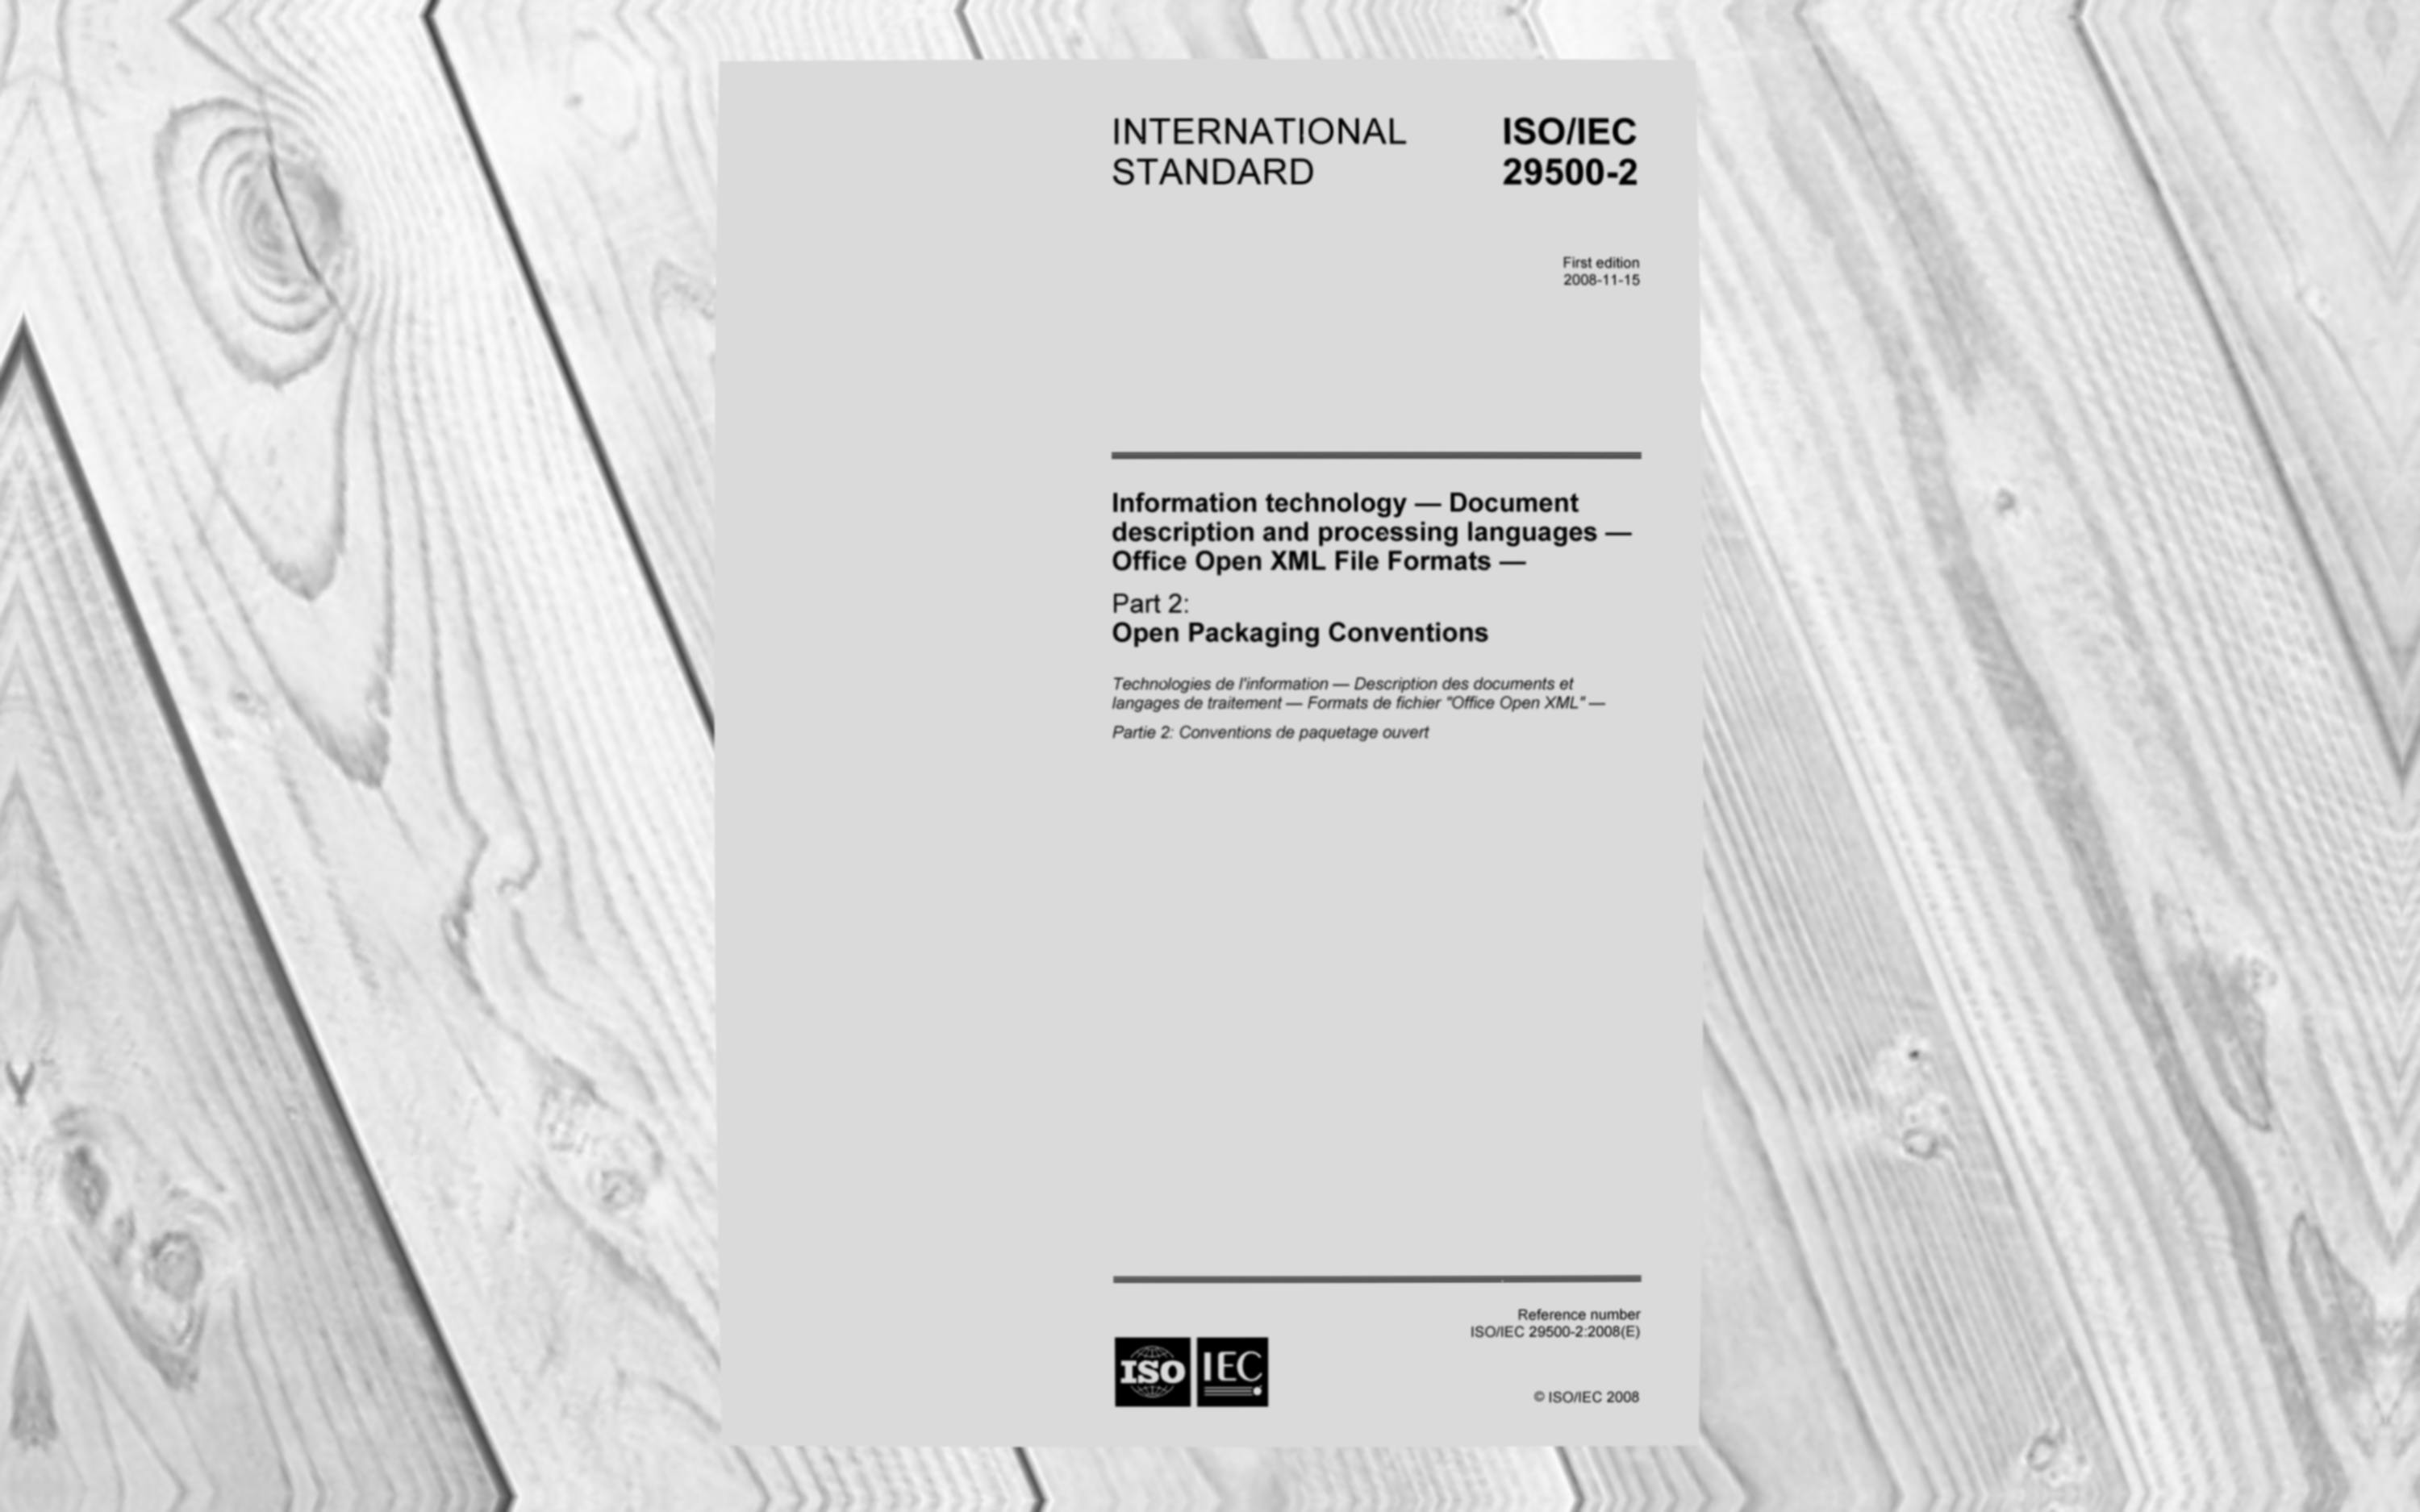 INTERNATIONAL STANDARD
ISO/IEC 29500-2
First edition
2008-11-15
Information technology — Document
description and processing languages —
Office Open XML File Formats —
Part 2:
Open Packaging Conventions
Technologies de l'information — Description des documents et
langages de traitement — Formats de fichier "Office Open XML" —
Partie 2: Conventions de paquetage ouvert
Reference number
ISO/IEC 29500-2:2008(E)
ISO IEC
© ISO/IEC 2008